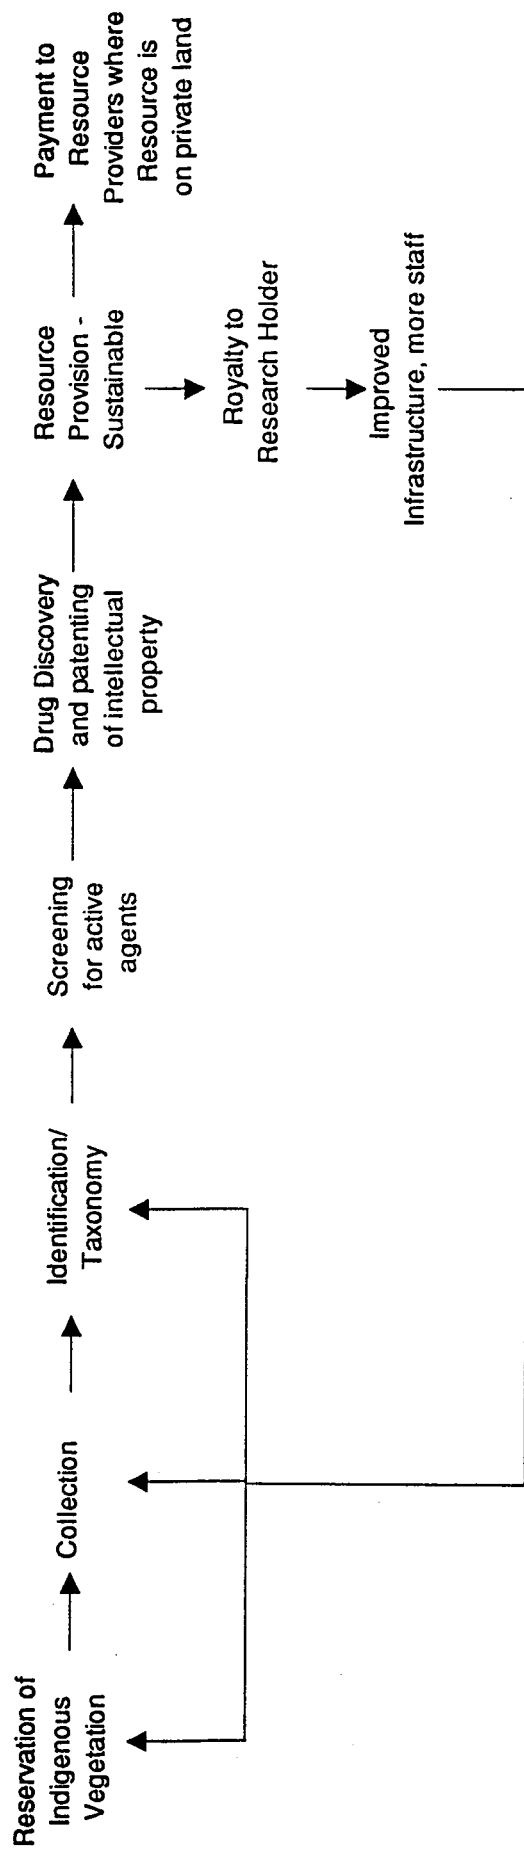 Reservation of
Indigenous
Vegetation
Collection
Identification/
Taxonomy
Screening
for active
agents
Drug Discovery
and patenting
of intellectual
property
Resource
Provision -
Sustainable
Payment to
Resource
Providers where
Resource is
on private land
Royalty to
Research Holder
Improved
Infrastructure, more staff